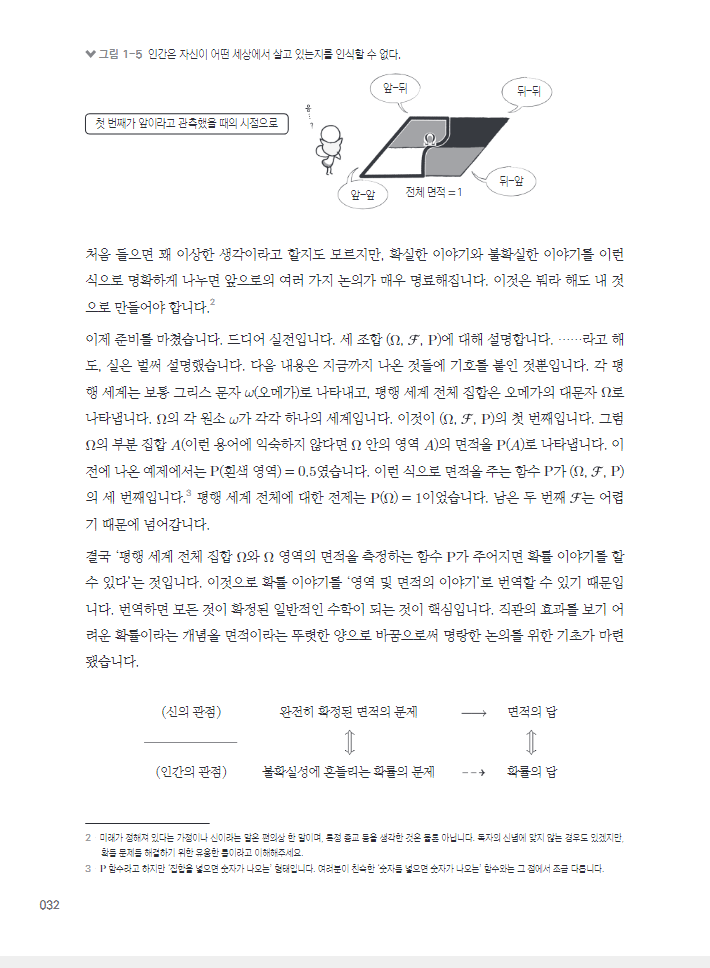 그림 1-5 인간은 자신이 어떤 세상에서 살고 있는지를 인식할 수 없다.
첫 번째가 앞이라고 관측했을 때의 시점으로
음…?
앞-뒤
뒤-뒤
Ω
앞-앞
전체 면적 = 1
뒤-앞
처음 들으면 꽤 이상한 생각이라고 할지도 모르지만, 확실한 이야기와 불확실한 이야기를 이런
식으로 명확하게 나누면 앞으로의 여러 가지 논의가 매우 명료해집니다. 이것은 뭐라 해도 내 것
으로 만들어야 합니다.2
이제 준비를 마쳤습니다. 드디어 실전입니다. 세 조합 (Ω, ℱ, P)에 대해 설명합니다. ……라고 해
도, 실은 벌써 설명했습니다. 다음 내용은 지금까지 나온 것들에 기호를 붙인 것뿐입니다. 각 평
행 세계는 보통 그리스 문자 ω(오메가)로 나타내고, 평행 세계 전체 집합은 오메가의 대문자 Ω로
나타냅니다. Ω의 각 원소 ω가 각각 하나의 세계입니다. 이것이 (Ω, ℱ, P)의 첫 번째입니다. 그럼
Ω의 부분 집합 A(이런 용어에 익숙하지 않다면 Ω 안의 영역 A)의 면적을 P(A)로 나타냅니다. 이
전에 나온 예제에서는 P(흰색 영역) = 0.5였습니다. 이런 식으로 면적을 주는 함수 P가 (Ω, ℱ, P)
의 세 번째입니다.3 평행 세계 전체에 대한 전제는 P(Ω) = 1이었습니다. 남은 두 번째 ℱ는 어렵
기 때문에 넘어갑니다.
결국 '평행 세계 전체 집합 Ω와 Ω 영역의 면적을 측정하는 함수 P가 주어지면 확률 이야기를 할
수 있다'는 것입니다. 이것으로 확률 이야기를 '영역 및 면적의 이야기'로 번역할 수 있기 때문입
니다. 번역하면 모든 것이 확정된 일반적인 수학이 되는 것이 핵심입니다. 직관의 효과를 보기 어
려운 확률이라는 개념을 면적이라는 뚜렷한 양으로 바꿈으로써 명랑한 논의를 위한 기초가 마련
됐습니다.
(신의 관점) 완전히 확정된 면적의 문제 ⟶ 면적의 답
⇕ ⇕
(인간의 관점) 불확실성에 흔들리는 확률의 문제 ⇢ 확률의 답
2 미래가 정해져 있다는 가정이나 신이라는 말은 편의상 한 말이며, 특정 종교 등을 생각한 것은 물론 아닙니다. 독자의 신념에 맞지 않는 경우도 있겠지만,
확률 문제를 해결하기 위한 유용한 툴이라고 이해해주세요.
3 P 함수라고 하지만 '집합을 넣으면 숫자가 나오는' 형태입니다. 여러분이 친숙한 '숫자를 넣으면 숫자가 나오는' 함수와는 그 점에서 조금 다릅니다.
032